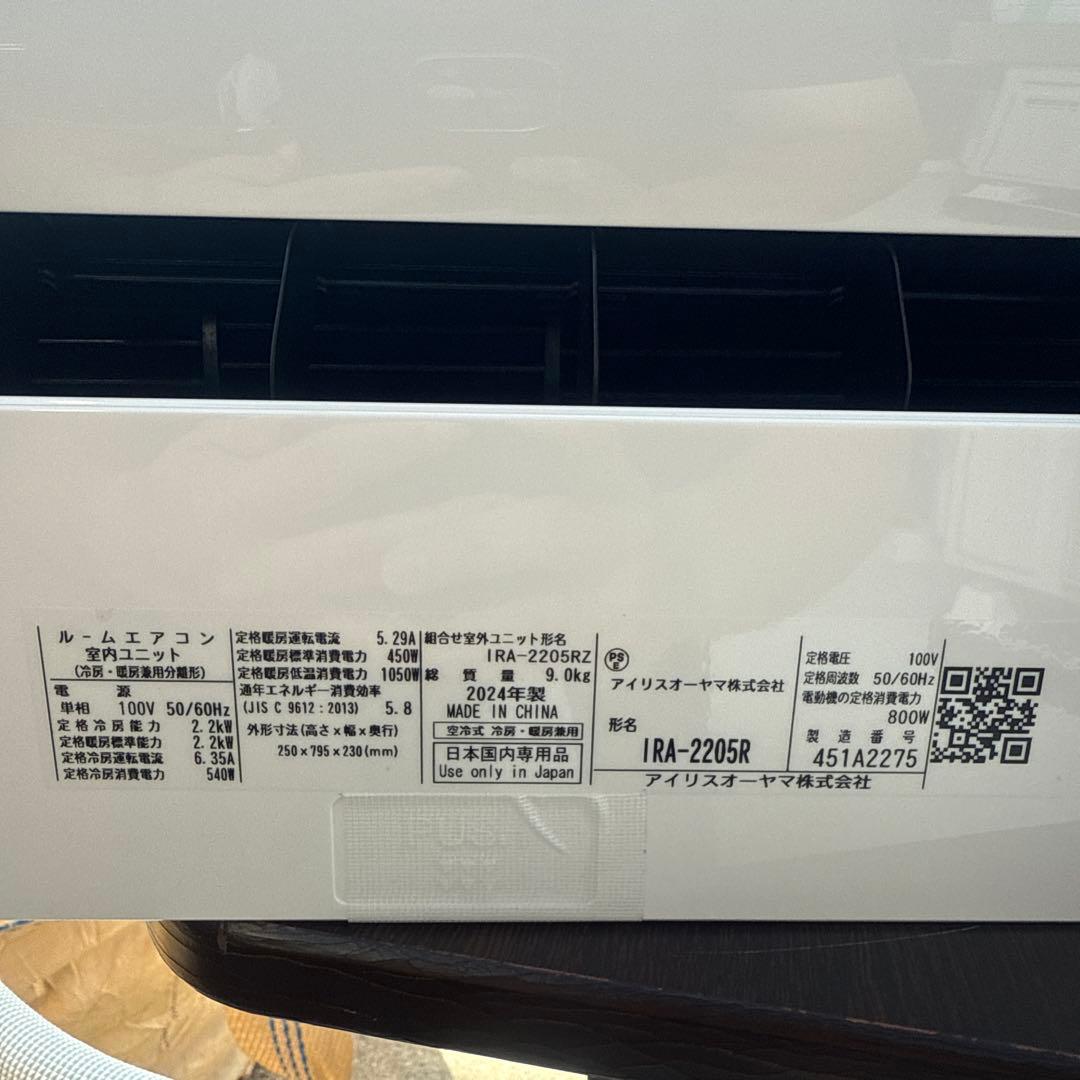 ルームエアコン
室内ユニット
(冷房・暖房兼用分離形)
電　源
単相 100V 50/60Hz
定格冷房能力 2.2kW
定格暖房標準能力 2.2kW
定格冷房運転電流 6.35A
定格冷房消費電力 540W
定格暖房運転電流 5.29A
定格暖房標準消費電力 450W
定格暖房低温消費電力 1050W
通年エネルギー消費効率
(JIS C 9612：2013) 5.8
外形寸法(高さ×幅×奥行)
250×795×230(mm)
組合せ室外ユニット形名
IRA-2205RZ
総質量 9.0kg
2024年製
MADE IN CHINA
空冷式 冷房・暖房兼用
日本国内専用品
Use only in Japan
PSE
アイリスオーヤマ株式会社
形名
IRA-2205R
アイリスオーヤマ株式会社
定格電圧 100V
定格周波数 50/60Hz
電動機の定格消費電力
800W
製造番号
451A2275
PUSH